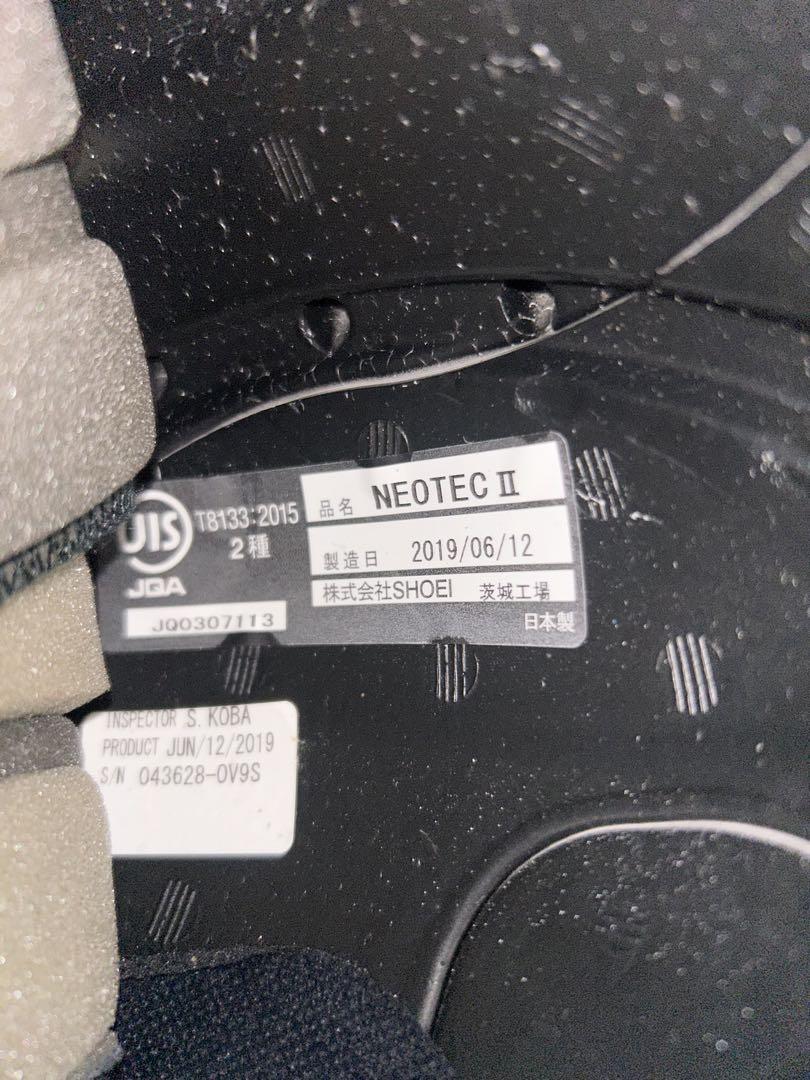 JIS
T8133:2015
2種
JQA
JQ0307113
品名 NEOTEC II
製造日 2019/06/12
株式会社SHOEI 茨城工場
日本製
INSPECTOR S. KOBA
PRODUCT JUN/12/2019
S/N 043628-0V9S